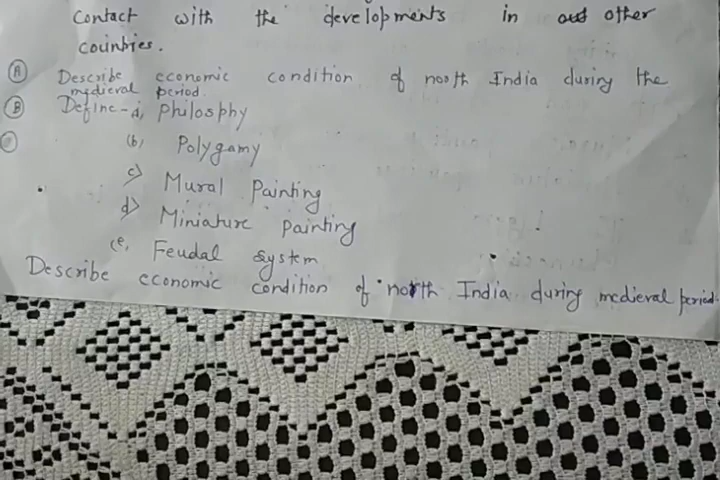 Contact with the developments in other
countries.
(A) Describe economic condition of north India during the
medieval period.
(B) Define - a, Philosphy
(b) Polygamy
c) Mural Painting
d) Miniature painting
(e, Feudal System
Describe economic condition of north India during medieval period